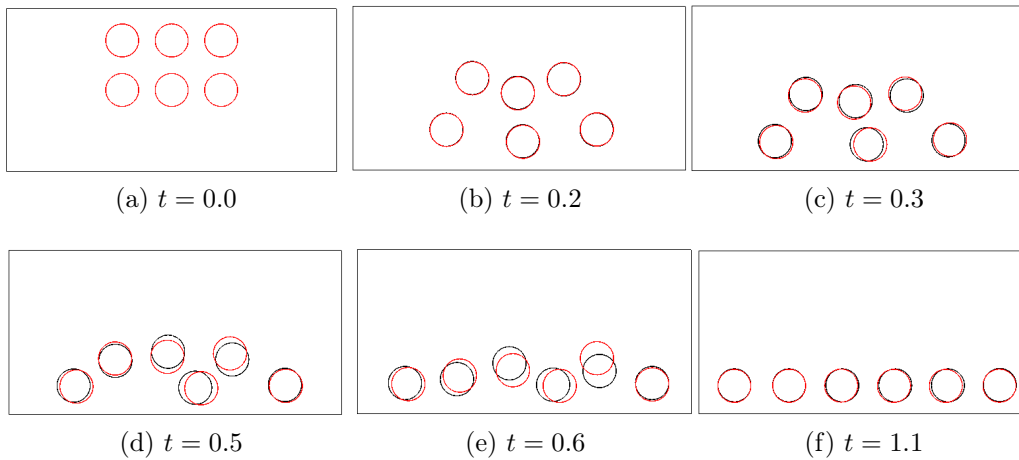 (a) t = 0.0
(b) t = 0.2
(c) t = 0.3
(d) t = 0.5
(e) t = 0.6
(f) t = 1.1